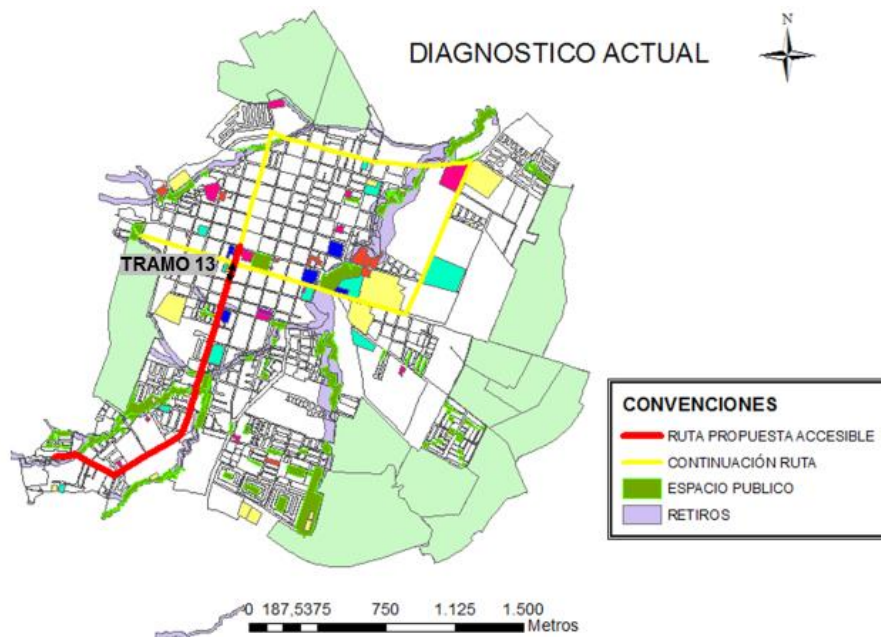 N
DIAGNOSTICO ACTUAL
TRAMO 13
CONVENCIONES
RUTA PROPUESTA ACCESIBLE
CONTINUACIÓN RUTA
ESPACIO PUBLICO
RETIROS
0 187,5375 750 1.125 1.500
Metros